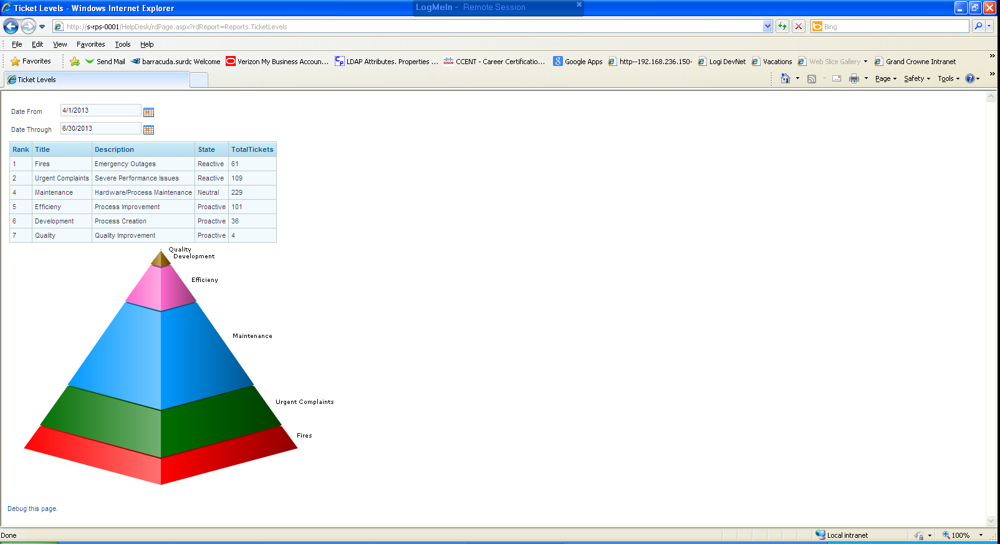 Ticket Levels - Windows Internet Explorer
LogMeIn - Remote Session
http://s-rps-0001/HelpDesk/rdPage.aspx?rdReport=Reports.TicketLevels
Bing
File Edit View Favorites Tools Help
Favorites Send Mail barracuda.surdc Welcome Verizon My Business Accoun... LDAP Attributes. Properties ... CCENT - Career Certificatio... Google Apps http--192.168.236.150- Logi DevNet Vacations Web Slice Gallery Grand Crowne Intranet
Ticket Levels
Page Safety Tools
Date From 4/1/2013
Date Through 6/30/2013
Rank Title Description State TotalTickets
1 Fires Emergency Outages Reactive 61
2 Urgent Complaints Severe Performance Issues Reactive 109
4 Maintenance Hardware/Process Maintenance Neutral 229
5 Efficieny Process Improvement Proactive 101
6 Development Process Creation Proactive 36
7 Quality Quality Improvement Proactive 4
Quality
Development
Efficieny
Maintenance
Urgent Complaints
Fires
Debug this page.
Done
Local intranet
100%